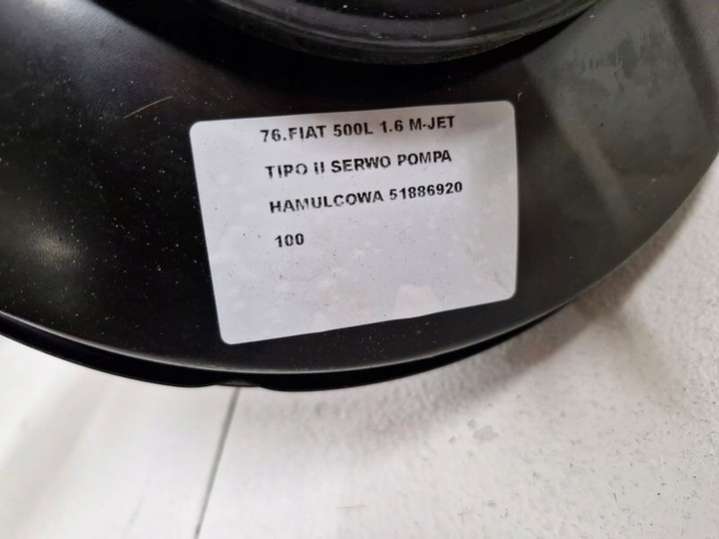 76.FIAT 500L 1.6 M-JET
TIPO II SERWO POMPA
HAMULCOWA 51886920
100